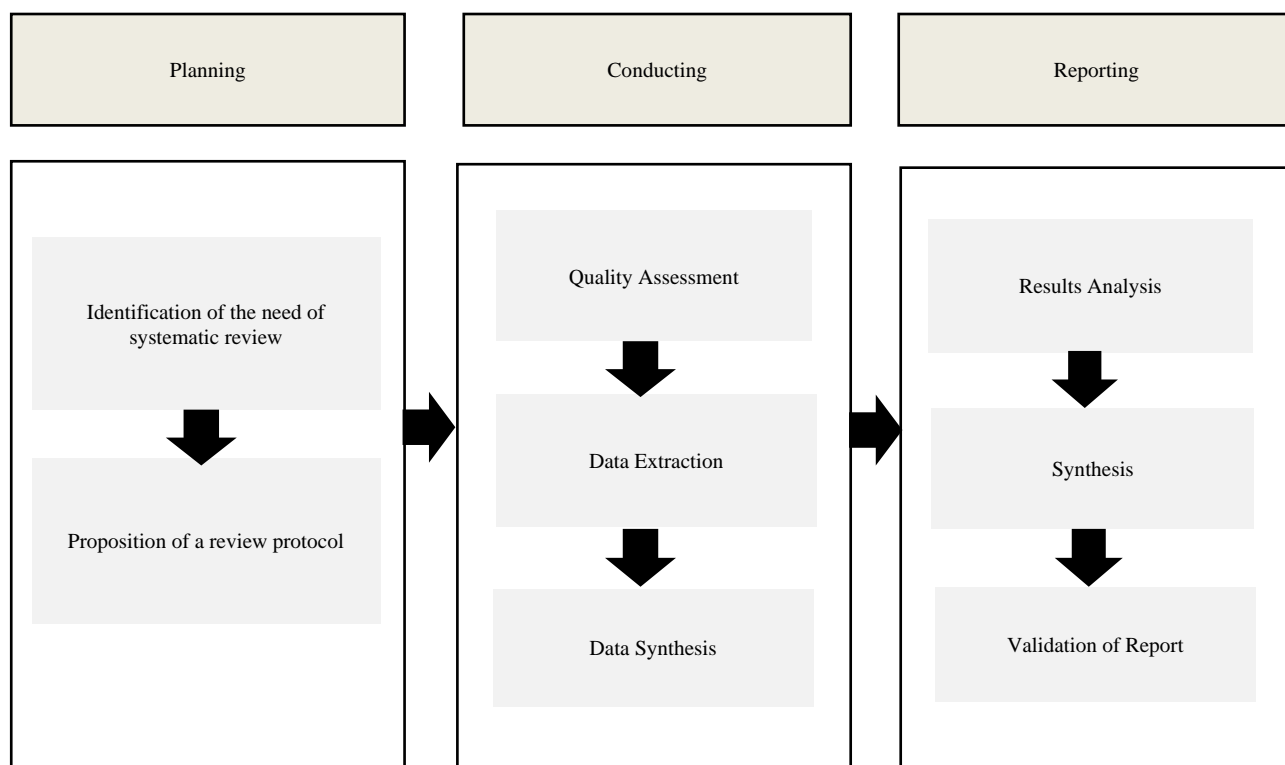 Planning
Conducting
Reporting
Identification of the need of
systematic review
Proposition of a review protocol
Quality Assessment
Data Extraction
Data Synthesis
Results Analysis
Synthesis
Validation of Report